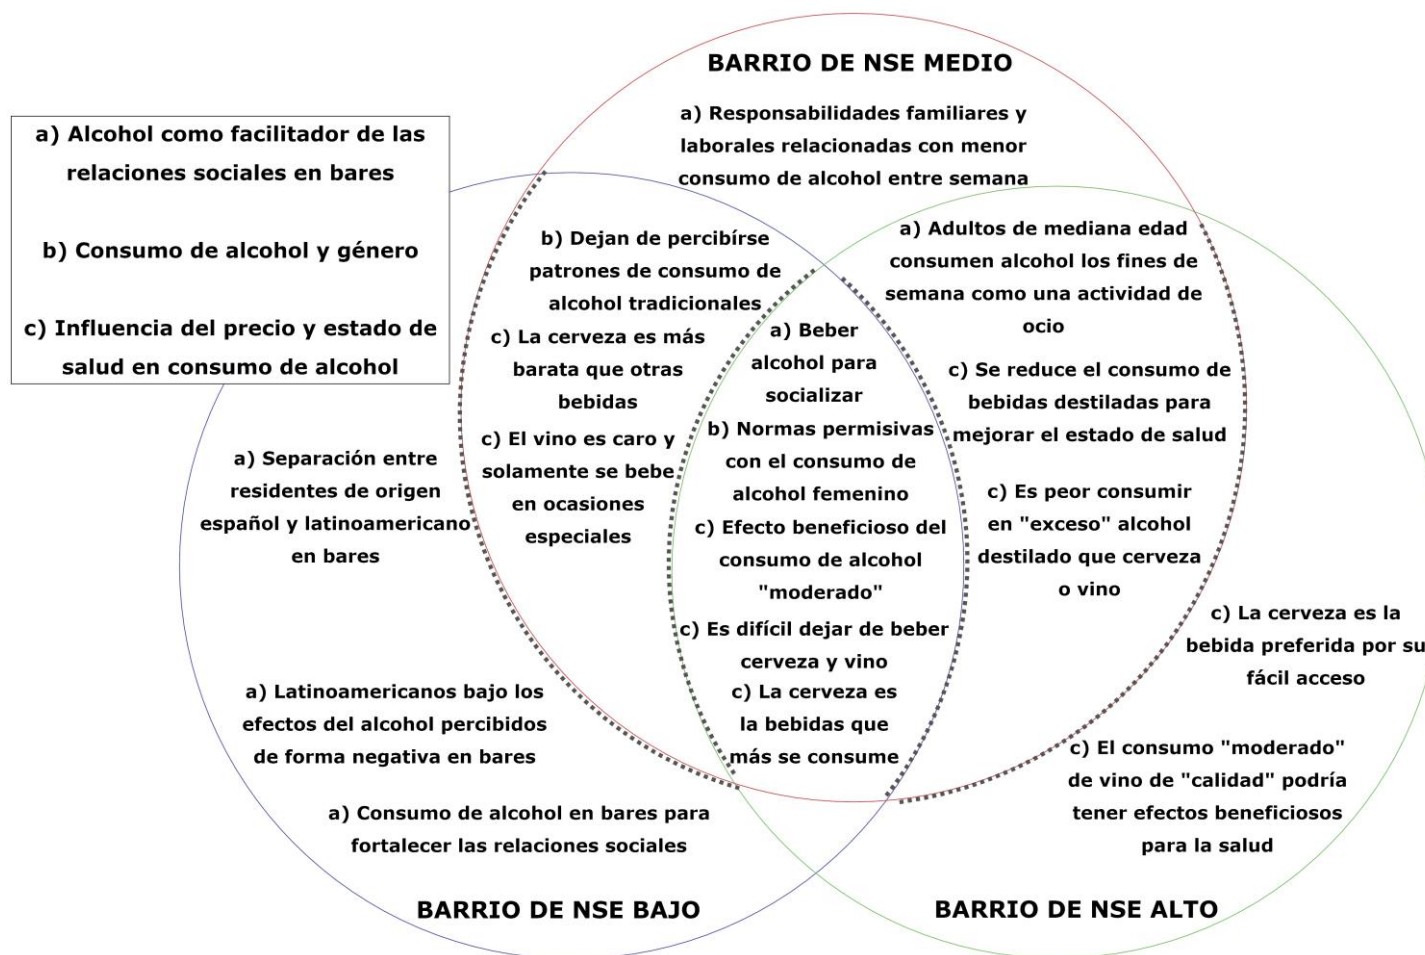 BARRIO DE NSE MEDIO
a) Responsabilidades familiares y
laborales relacionadas con menor
consumo de alcohol entre semana
a) Alcohol como facilitador de las
relaciones sociales en bares
b) Consumo de alcohol y género
c) Influencia del precio y estado de
salud en consumo de alcohol
b) Dejan de percibírse
patrones de consumo de
alcohol tradicionales
c) La cerveza es más
barata que otras
bebidas
c) El vino es caro y
solamente se bebe
en ocasiones
especiales
a) Beber
alcohol para
socializar
b) Normas permisivas
con el consumo de
alcohol femenino
c) Efecto beneficioso del
consumo de alcohol
"moderado"
c) Es difícil dejar de beber
cerveza y vino
c) La cerveza es
la bebidas que
más se consume
a) Adultos de mediana edad
consumen alcohol los fines de
semana como una actividad de
ocio
c) Se reduce el consumo de
bebidas destiladas para
mejorar el estado de salud
c) Es peor consumir
en "exceso" alcohol
destilado que cerveza
o vino
a) Separación entre
residentes de origen
español y latinoamericano
en bares
a) Latinoamericanos bajo los
efectos del alcohol percibidos
de forma negativa en bares
a) Consumo de alcohol en bares para
fortalecer las relaciones sociales
BARRIO DE NSE BAJO
c) La cerveza es la
bebida preferida por su
fácil acceso
c) El consumo "moderado"
de vino de "calidad" podría
tener efectos beneficiosos
para la salud
BARRIO DE NSE ALTO